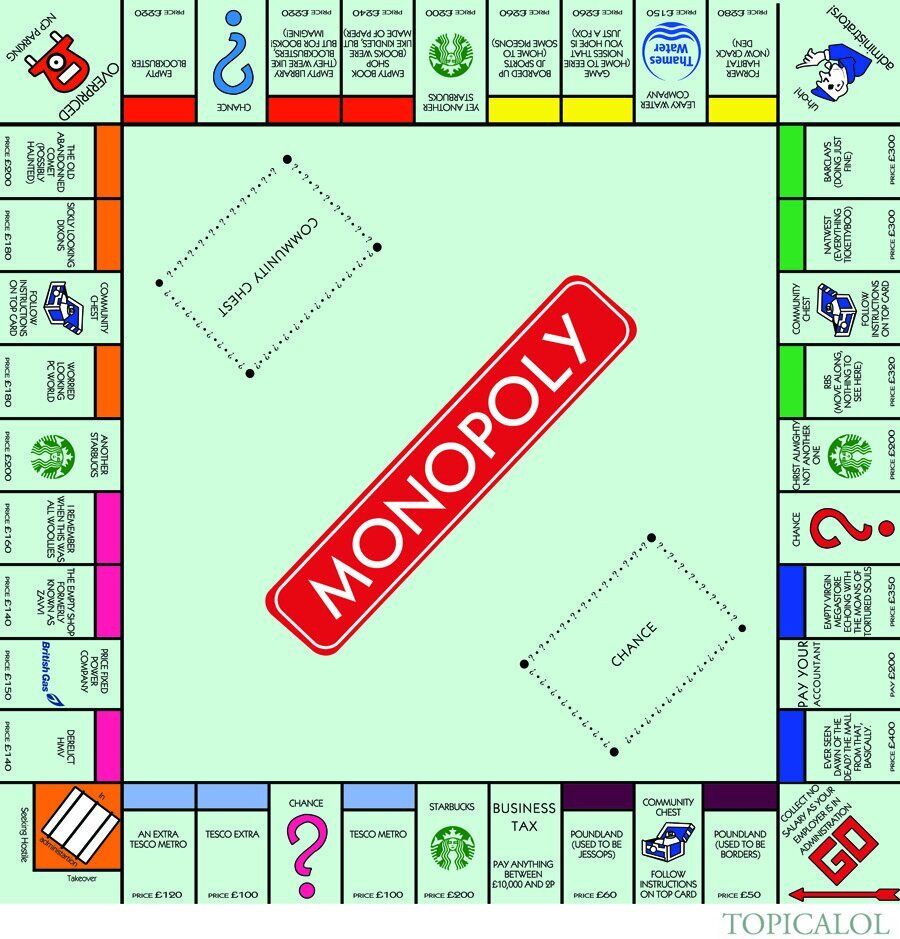 EMPTY
BLOCKBUSTER
PRICE £220
CHANCE
EMPTY LIBRARY
(THEY WERE LIKE
BLOCKBUSTERS
BUT FOR BOOKS!
IMAGINE!)
PRICE £220
EMPTY BOOK
SHOP
(BOOKS WERE
LIKE KINDLES, BUT
MADE OF PAPER)
PRICE £240
YET ANOTHER
STARBUCKS
PRICE £200
BOARDED UP
JD SPORTS
(HOME TO
SOME PIGEONS)
PRICE £260
GAME
(HOME TO EERIE
NOISES THAT
YOU HOPE IS
JUST A FOX)
PRICE £260
LEAKY WATER
COMPANY
Thames
Water
PRICE £150
FORMER
HABITAT
(NOW CRACK
DEN)
PRICE £280
uhoh!
administrators!
OVERPRICED
NCP PARKING
THE OLD
ABANDONED
COMET
(POSSIBLY
HAUNTED)
PRICE £200
SICKLY LOOKING
DIXONS
PRICE £180
COMMUNITY
CHEST
FOLLOW
INSTRUCTIONS
ON TOP CARD
WORRIED
LOOKING
PC WORLD
PRICE £180
ANOTHER
STARBUCKS
PRICE £200
I REMEMBER
WHEN THIS WAS
ALL WOOLLIES
PRICE £160
THE EMPTY SHOP
FORMERLY
KNOWN AS
ZAVVI
PRICE £140
PRICE FIXED
POWER
COMPANY
British Gas
PRICE £150
DERELICT
HMV
PRICE £140
COMMUNITY CHEST
MONOPOLY
CHANCE
BARCLAYS
(DOING JUST
FINE)
PRICE £300
NATWEST
(EVERYTHING
TICKETTYBOO)
PRICE £300
COMMUNITY
CHEST
FOLLOW
INSTRUCTIONS
ON TOP CARD
RBS
(MOVE ALONG,
NOTHING TO
SEE HERE)
PRICE £320
CHRIST ALMIGHTY
NOT ANOTHER
ONE
PRICE £200
CHANCE
EMPTY VIRGIN
MEGASTORE
ECHOING WITH
THE MOANS OF
TORTURED SOULS
PRICE £350
PAY YOUR
ACCOUNTANT
PAY £200
EVER SEEN
DAWN OF THE
DEAD? THE MALL
FROM THAT,
BASICALLY.
PRICE £400
In
administartion
Seeking Hostile
Takeover
AN EXTRA
TESCO METRO
PRICE £120
TESCO EXTRA
PRICE £100
CHANCE
TESCO METRO
PRICE £100
STARBUCKS
PRICE £200
BUSINESS
TAX
PAY ANYTHING
BETWEEN
£10,000 AND 2P
POUNDLAND
(USED TO BE
JESSOPS)
PRICE £60
COMMUNITY
CHEST
FOLLOW
INSTRUCTIONS
ON TOP CARD
POUNDLAND
(USED TO BE
BORDERS)
PRICE £50
COLLECT NO
SALARY AS YOUR
EMPLOYER IS IN
ADMINISTRATION
GO
TOPICALOL